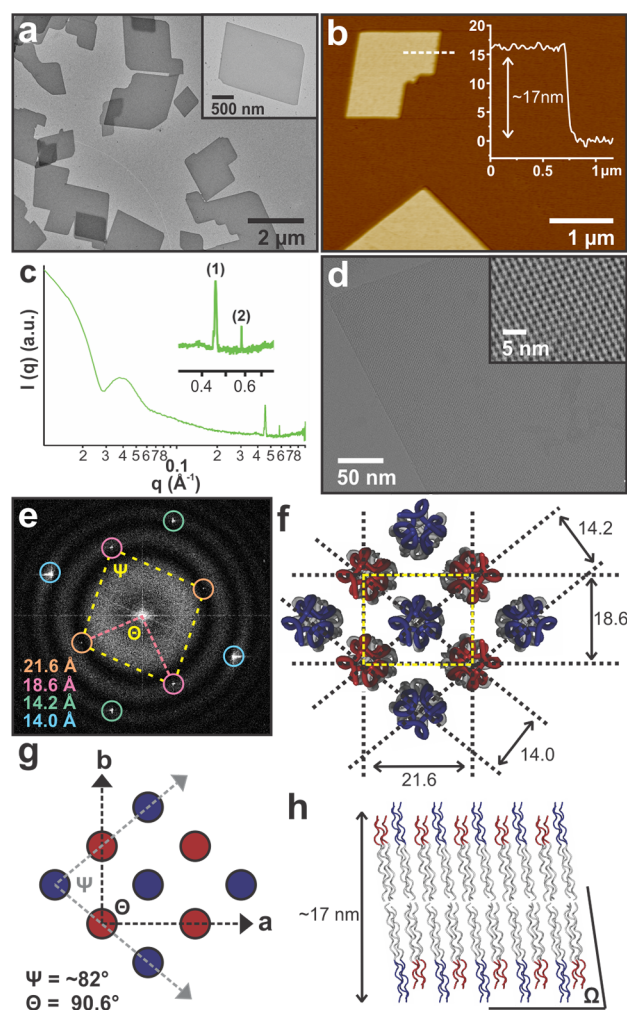 a
500 nm
2 µm
b
20
15
10
5
0
~17nm
0
0.5
1µm
1 µm
c
I (q) (a.u.)
(1)
(2)
0.4
0.6
2
3
4
5
6
7
8
0.1
2
3
4
5
6
7
8
q (Å-1)
d
5 nm
50 nm
e
Ψ
Θ
21.6 Å
18.6 Å
14.2 Å
14.0 Å
f
14.2
18.6
14.0
21.6
g
b
Ψ
Θ
a
Ψ = ~82°
Θ = 90.6°
h
~17 nm
Ω